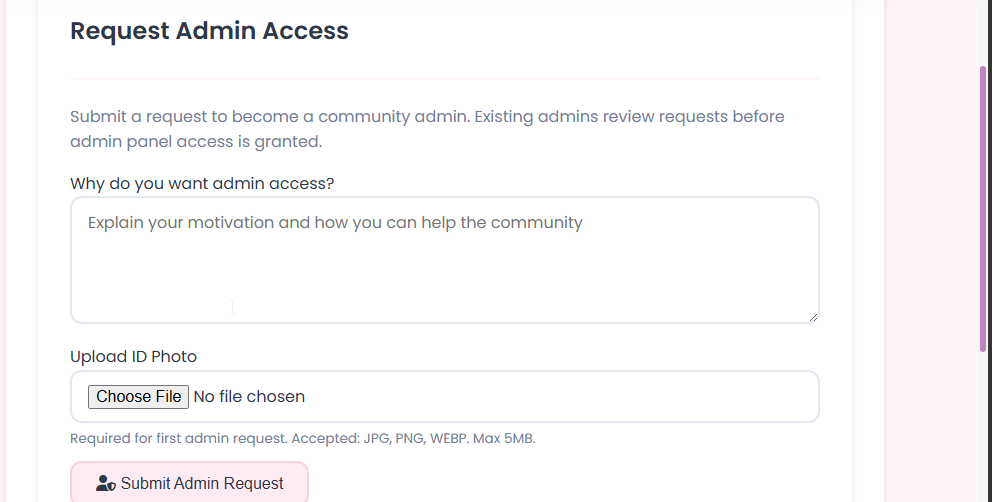 Request Admin Access
Submit a request to become a community admin. Existing admins review requests before
admin panel access is granted.
Why do you want admin access?
Explain your motivation and how you can help the community
Upload ID Photo
Choose File No file chosen
Required for first admin request. Accepted: JPG, PNG, WEBP. Max 5MB.
Submit Admin Request